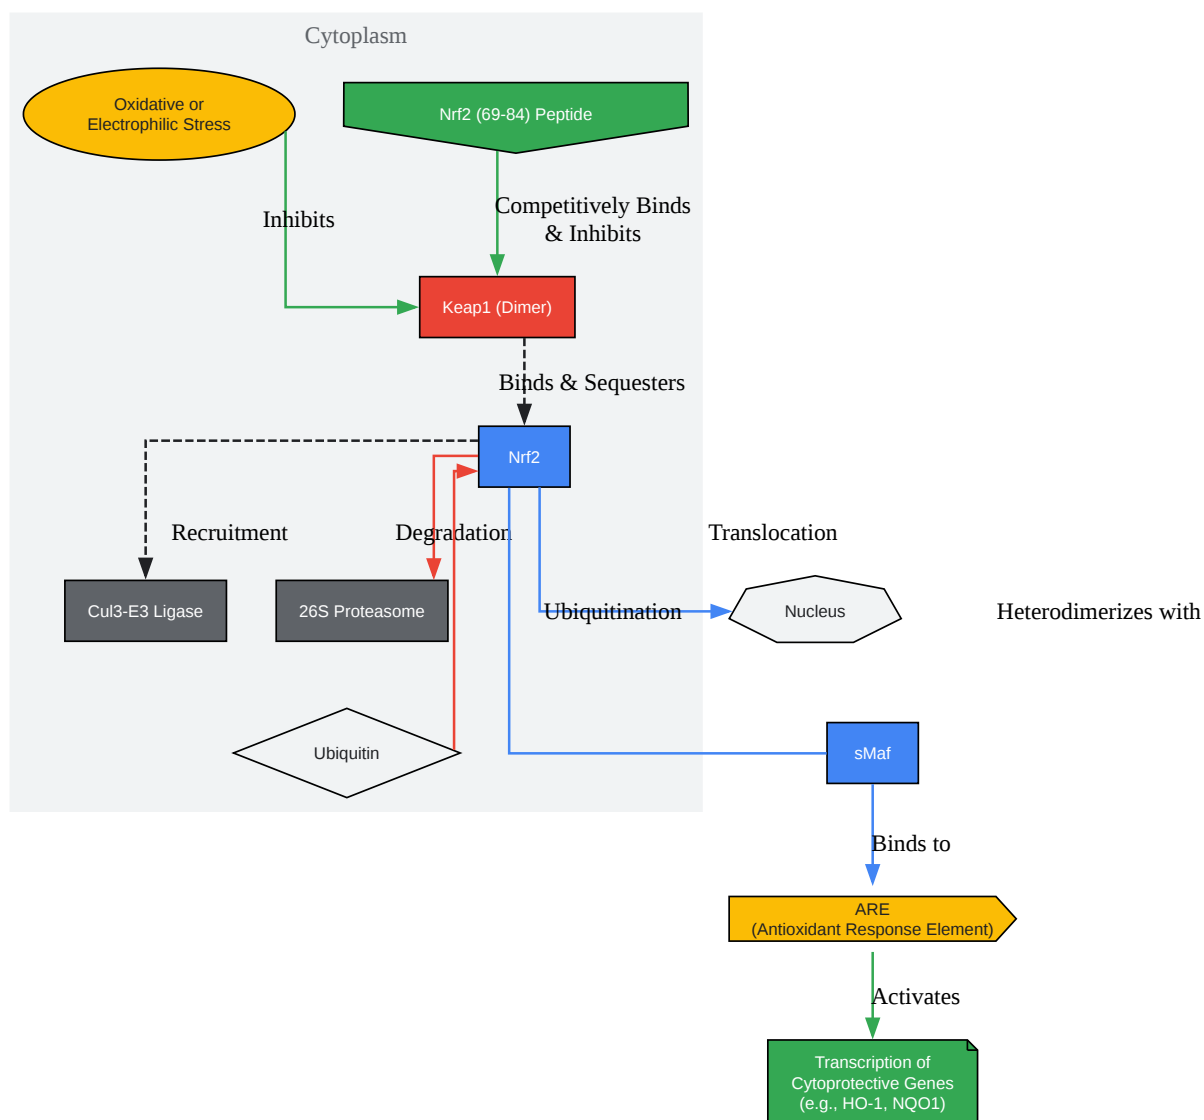 Cytoplasm
Oxidative or
Electrophilic Stress
Nrf2 (69-84) Peptide
Inhibits
Competitively Binds
& Inhibits
Keap1 (Dimer)
Binds & Sequesters
Nrf2
Recruitment
Degradation
Translocation
Cul3-E3 Ligase
26S Proteasome
Ubiquitination
Nucleus
Heterodimerizes with
Ubiquitin
sMaf
Binds to
ARE
(Antioxidant Response Element)
Activates
Transcription of
Cytoprotective Genes
(e.g., HO-1, NQO1)